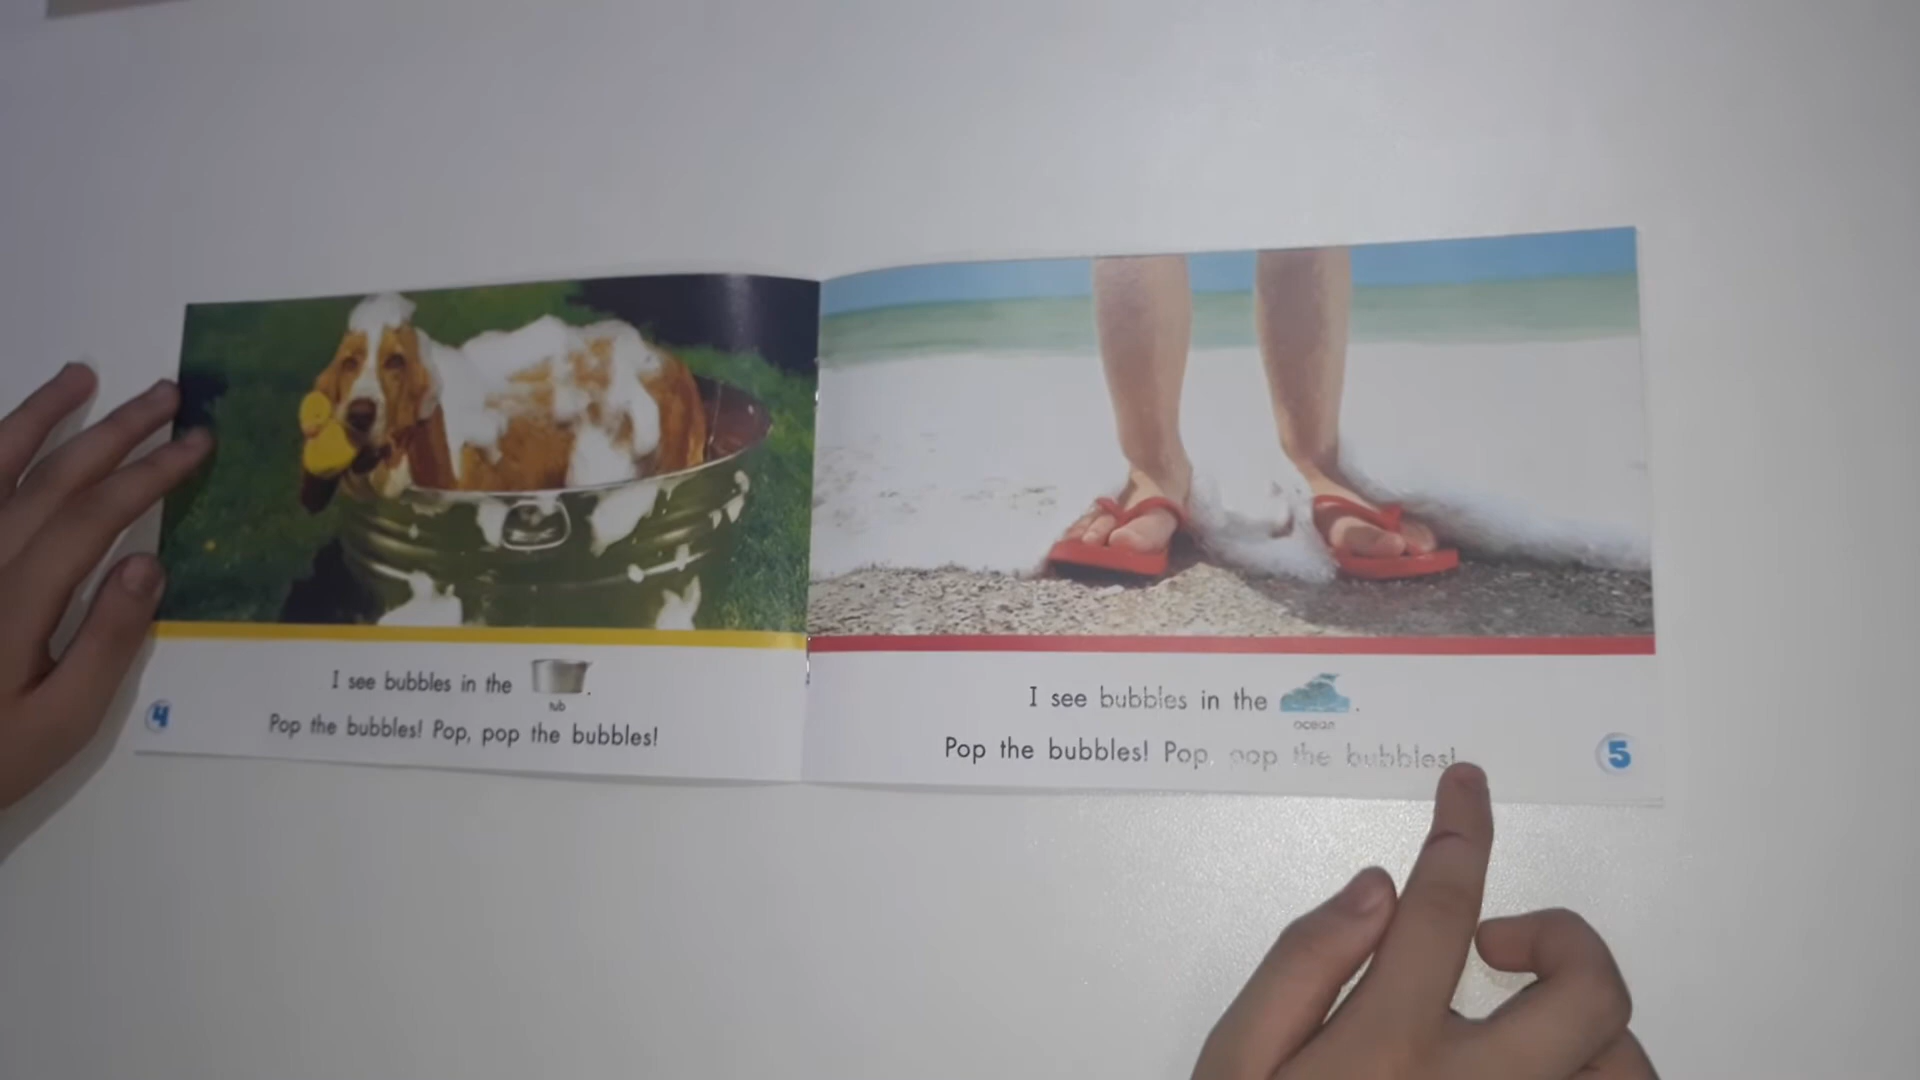 I see bubbles in the
tub
.
Pop the bubbles! Pop, pop the bubbles!
4
I see bubbles in the
ocean
.
Pop the bubbles! Pop, pop the bubbles!
5